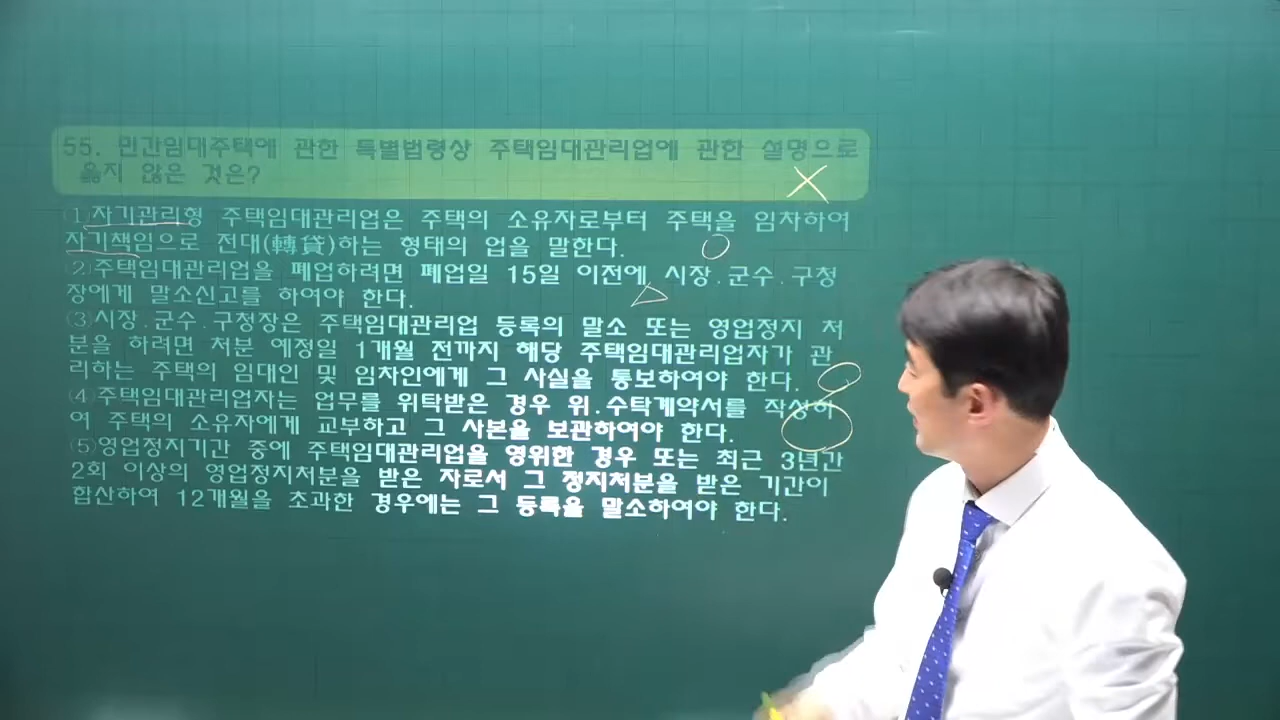 55. 민간임대주택에 관한 특별법령상 주택임대관리업에 관한 설명으로
옳지 않은 것은?
X
(1)자기관리형 주택임대관리업은 주택의 소유자로부터 주택을 임차하여
자기책임으로 전대(轉貸)하는 형태의 업을 말한다.
(2)주택임대관리업을 폐업하려면 폐업일 15일 이전에 시장.군수.구청
장에게 말소신고를 하여야 한다.
(3)시장.군수.구청장은 주택임대관리업 등록의 말소 또는 영업정지 처
분을 하려면 처분 예정일 1개월 전까지 해당 주택임대관리업자가 관
리하는 주택의 임대인 및 임차인에게 그 사실을 통보하여야 한다.
(4)주택임대관리업자는 업무를 위탁받은 경우 위.수탁계약서를 작성하
여 주택의 소유자에게 교부하고 그 사본을 보관하여야 한다.
(5)영업정지기간 중에 주택임대관리업을 영위한 경우 또는 최근 3년간
2회 이상의 영업정지처분을 받은 자로서 그 정지처분을 받은 기간이
합산하여 12개월을 초과한 경우에는 그 등록을 말소하여야 한다.